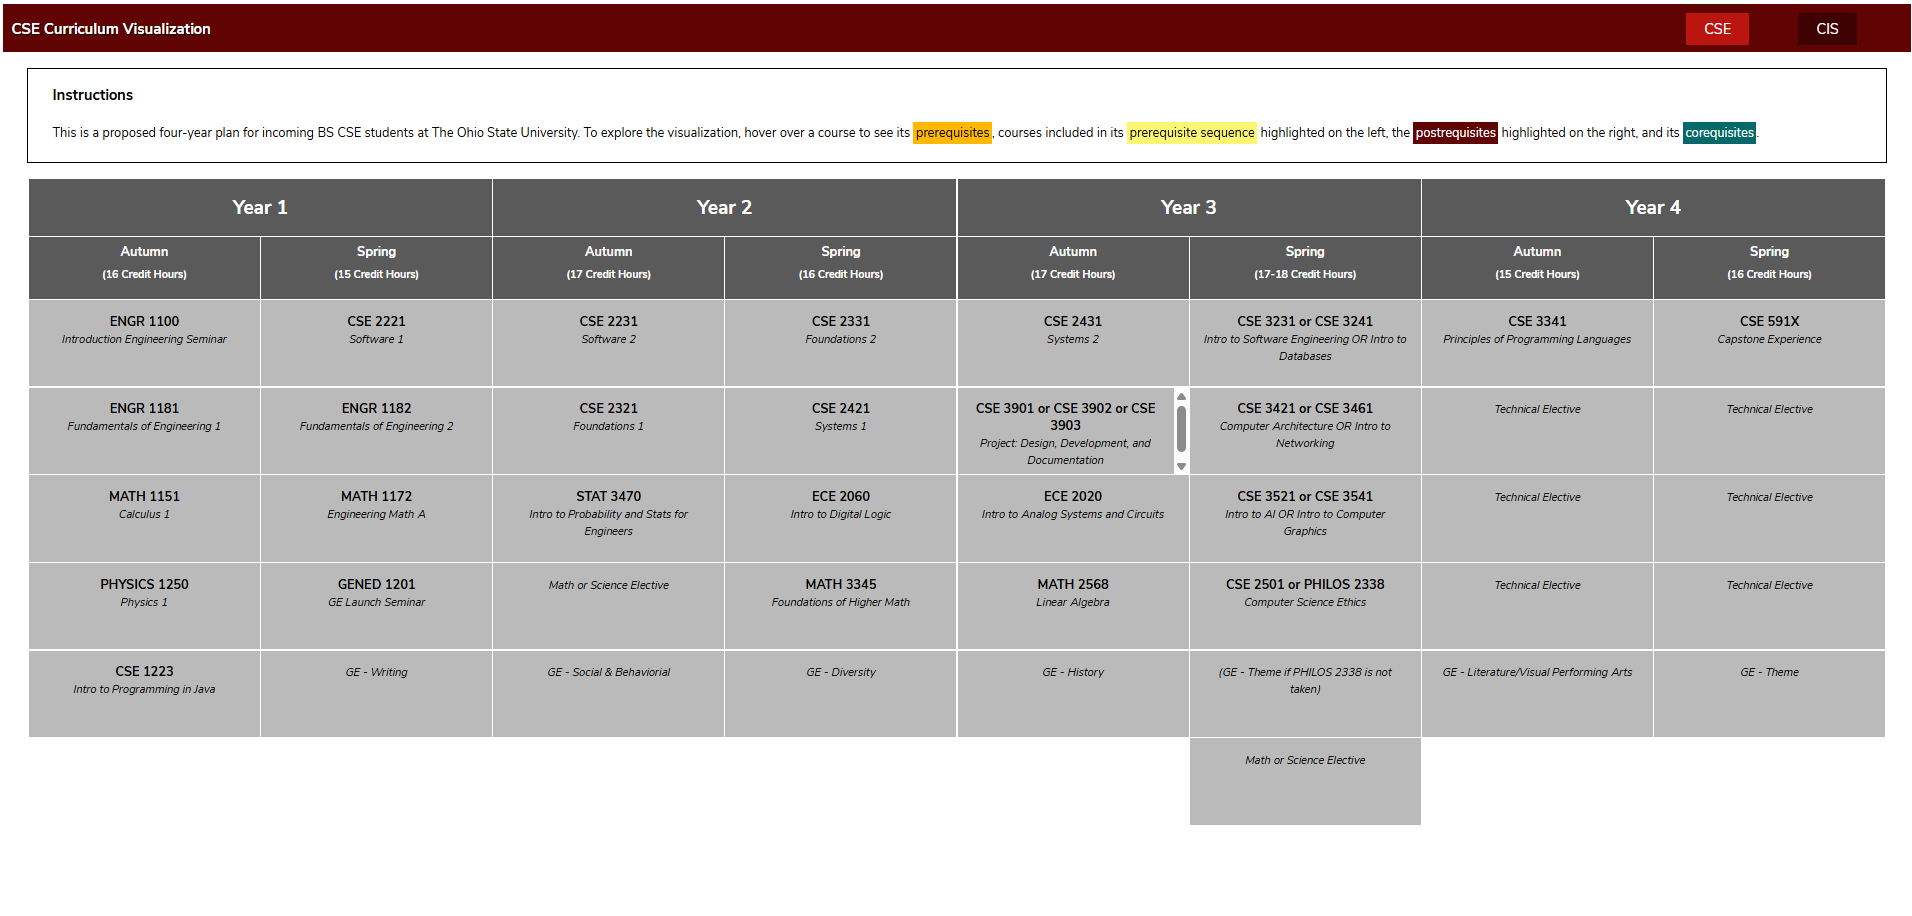 CSE Curriculum Visualization
CSE
CIS
Instructions
This is a proposed four-year plan for incoming BS CSE students at The Ohio State University. To explore the visualization, hover over a course to see its prerequisites, courses included in its prerequisite sequence highlighted on the left, the postrequisites highlighted on the right, and its corequisites.
Year 1
Year 2
Year 3
Year 4
Autumn
(16 Credit Hours)
Spring
(15 Credit Hours)
Autumn
(17 Credit Hours)
Spring
(16 Credit Hours)
Autumn
(17 Credit Hours)
Spring
(17-18 Credit Hours)
Autumn
(15 Credit Hours)
Spring
(16 Credit Hours)
ENGR 1100
Introduction Engineering Seminar
CSE 2221
Software 1
CSE 2231
Software 2
CSE 2331
Foundations 2
CSE 2431
Systems 2
CSE 3231 or CSE 3241
Intro to Software Engineering OR Intro to
Databases
CSE 3341
Principles of Programming Languages
CSE 591X
Capstone Experience
ENGR 1181
Fundamentals of Engineering 1
ENGR 1182
Fundamentals of Engineering 2
CSE 2321
Foundations 1
CSE 2421
Systems 1
CSE 3901 or CSE 3902 or CSE
3903
Project: Design, Development, and
Documentation
CSE 3421 or CSE 3461
Computer Architecture OR Intro to
Networking
Technical Elective
Technical Elective
MATH 1151
Calculus 1
MATH 1172
Engineering Math A
STAT 3470
Intro to Probability and Stats for
Engineers
ECE 2060
Intro to Digital Logic
ECE 2020
Intro to Analog Systems and Circuits
CSE 3521 or CSE 3541
Intro to AI OR Intro to Computer
Graphics
Technical Elective
Technical Elective
PHYSICS 1250
Physics 1
GENED 1201
GE Launch Seminar
Math or Science Elective
MATH 3345
Foundations of Higher Math
MATH 2568
Linear Algebra
CSE 2501 or PHILOS 2338
Computer Science Ethics
Technical Elective
Technical Elective
CSE 1223
Intro to Programming in Java
GE - Writing
GE - Social & Behaviorial
GE - Diversity
GE - History
(GE - Theme if PHILOS 2338 is not
taken)
GE - Literature/Visual Performing Arts
GE - Theme
Math or Science Elective